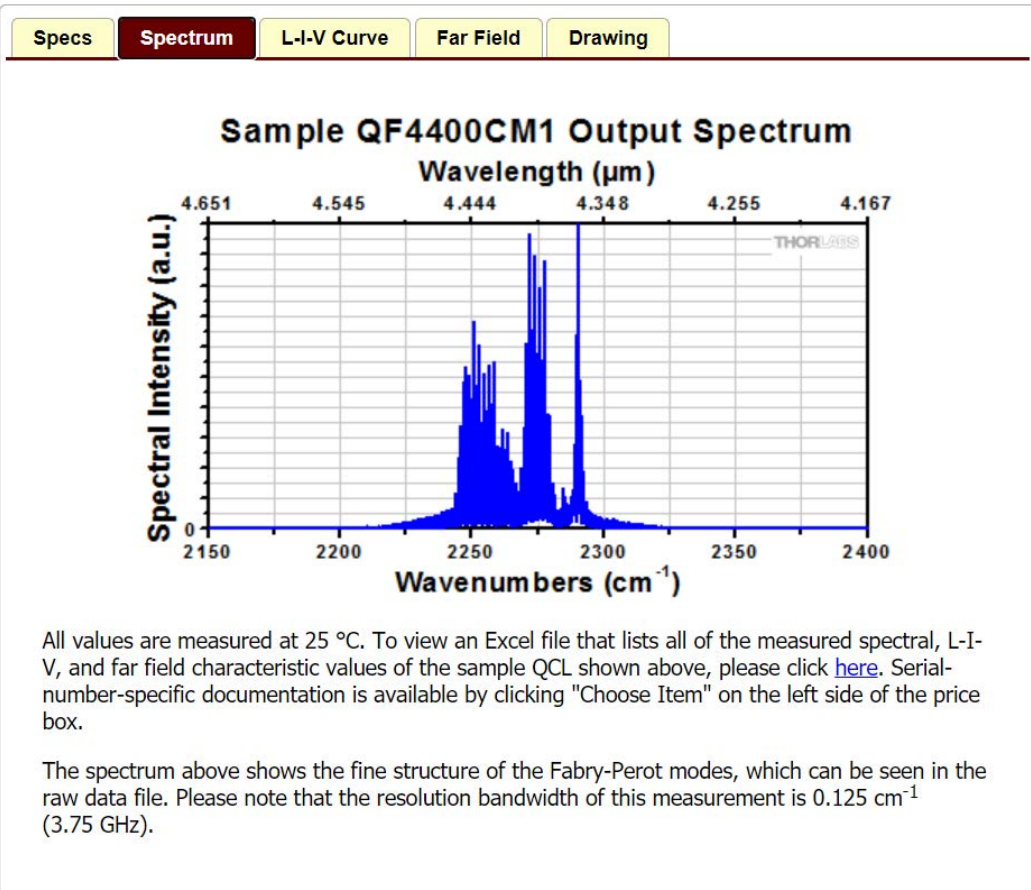 Specs Spectrum L-I-V Curve Far Field Drawing
Sample QF4400CM1 Output Spectrum
Wavelength (µm)
4.651 4.545 4.444 4.348 4.255 4.167
THORLABS
Spectral Intensity (a.u.)
0
2150 2200 2250 2300 2350 2400
Wavenumbers (cm⁻¹)
All values are measured at 25 °C. To view an Excel file that lists all of the measured spectral, L-I-
V, and far field characteristic values of the sample QCL shown above, please click here. Serial-
number-specific documentation is available by clicking "Choose Item" on the left side of the price
box.
The spectrum above shows the fine structure of the Fabry-Perot modes, which can be seen in the
raw data file. Please note that the resolution bandwidth of this measurement is 0.125 cm⁻¹
(3.75 GHz).